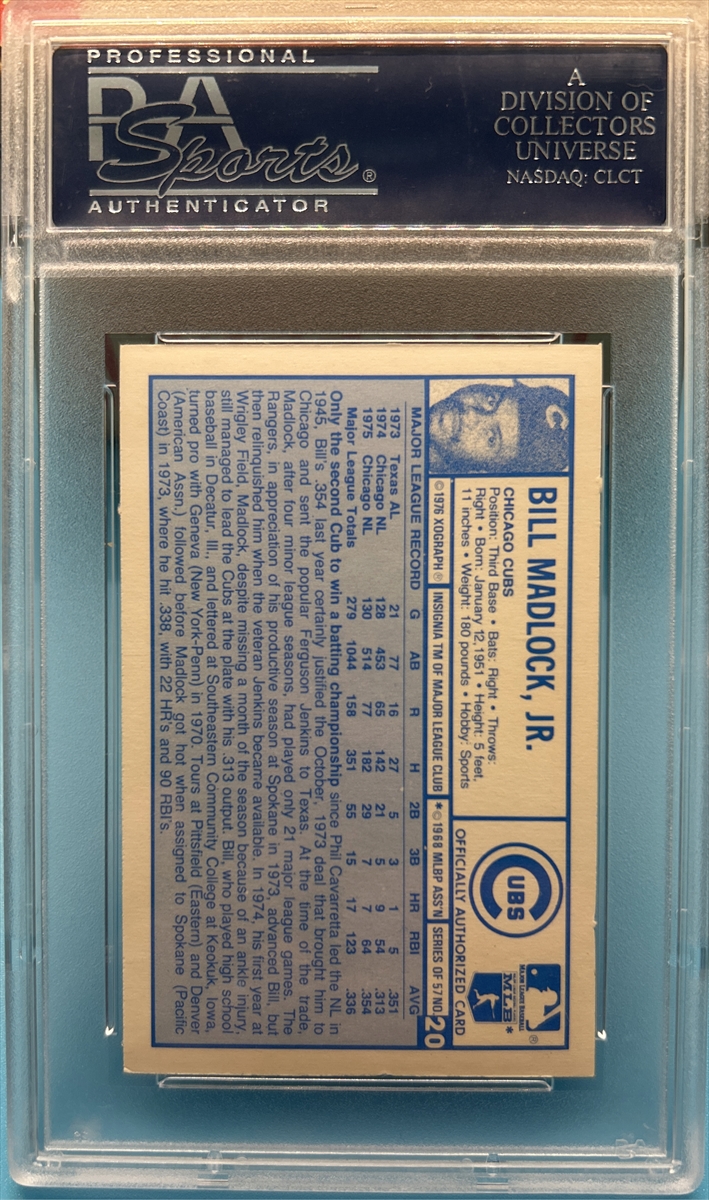 PROFESSIONAL
PSA
Sports®
AUTHENTICATOR
A
DIVISION OF
COLLECTORS
UNIVERSE
NASDAQ: CLCT
C
BILL MADLOCK, JR.
CHICAGO CUBS
Position: Third Base • Bats: Right • Throws:
Right • Born: January 12, 1951 • Height: 5 feet,
11 inches • Weight: 180 pounds • Hobby: Sports
CUBS
MAJOR LEAGUE BASEBALL ®
MLB *
OFFICIALLY AUTHORIZED CARD
© 1976 XOGRAPH ® INSIGNIA TM OF MAJOR LEAGUE CLUB *© 1968 MLBP ASS'N SERIES OF 57 NO. 20
MAJOR LEAGUE RECORD G AB R H 2B 3B HR RBI AVG
1973 Texas AL 21 77 16 27 5 3 1 5 .351
1974 Chicago NL 128 453 65 142 21 5 9 54 .313
1975 Chicago NL 130 514 77 182 29 7 7 64 .354
Major League Totals 279 1044 158 351 55 15 17 123 .336
Only the second Cub to win a batting championship since Phil Cavarretta led the NL in
1945, Bill's .354 last year certainly justified the October, 1973 deal that brought him to
Chicago and sent the popular Ferguson Jenkins to Texas. At the time of the trade,
Madlock, after four minor league seasons, had played only 21 major league games. The
Rangers, in appreciation of his productive season at Spokane in 1973, advanced Bill, but
then relinquished him when the veteran Jenkins became available. In 1974, his first year at
Wrigley Field, Madlock, despite missing a month of the season because of an ankle injury,
still managed to lead the Cubs at the plate with his .313 output. Bill, who played high school
baseball in Decatur, Ill., and lettered at Southeastern Community College at Keokuk, Iowa,
turned pro with Geneva (New York-Penn) in 1970. Tours at Pittsfield (Eastern) and Denver
(American Assn.) followed before Madlock got hot when assigned to Spokane (Pacific
Coast) in 1973, where he hit .338, with 22 HR's and 90 RBI's.